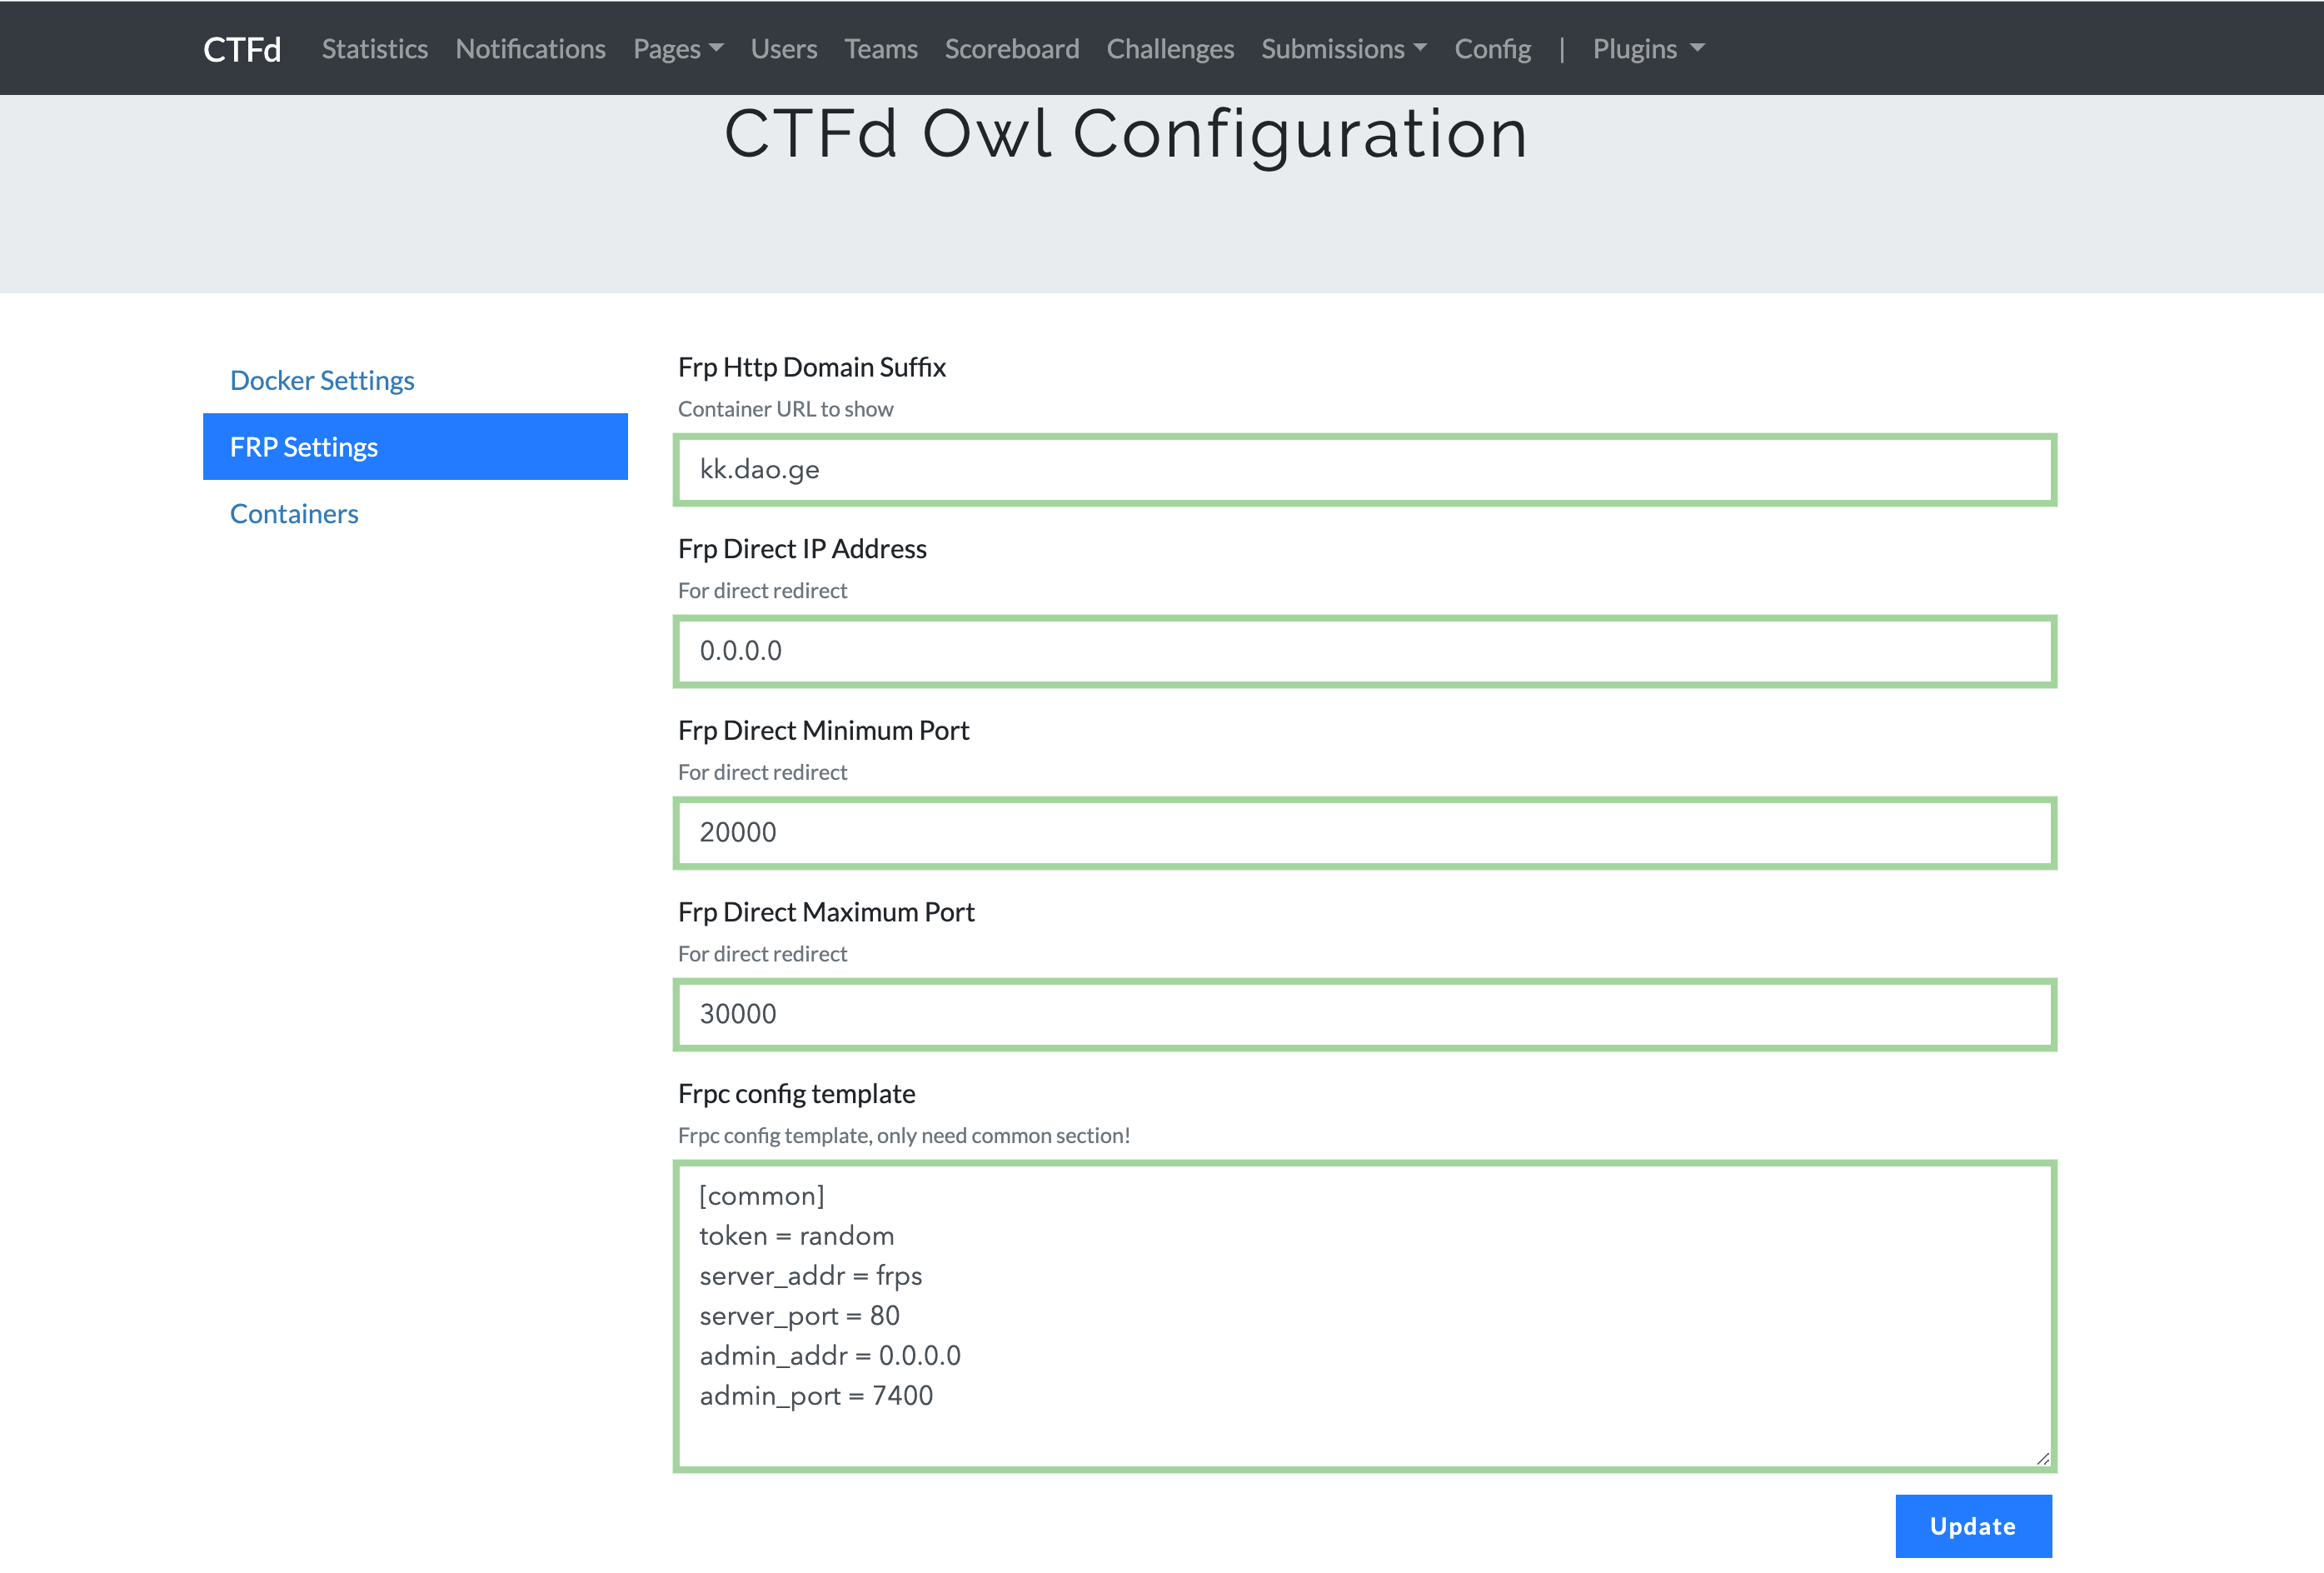 CTFd Statistics Notifications Pages Users Teams Scoreboard Challenges Submissions Config | Plugins
CTFd Owl Configuration
Docker Settings
FRP Settings
Containers
Frp Http Domain Suffix
Container URL to show
kk.dao.ge
Frp Direct IP Address
For direct redirect
0.0.0.0
Frp Direct Minimum Port
For direct redirect
20000
Frp Direct Maximum Port
For direct redirect
30000
Frpc config template
Frpc config template, only need common section!
[common]
token = random
server_addr = frps
server_port = 80
admin_addr = 0.0.0.0
admin_port = 7400
Update